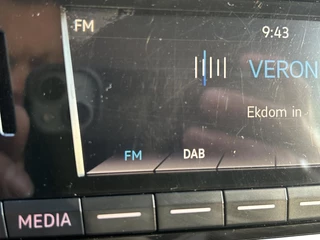 FM
9:43
VERON
Ekdom in
FM DAB
MEDIA